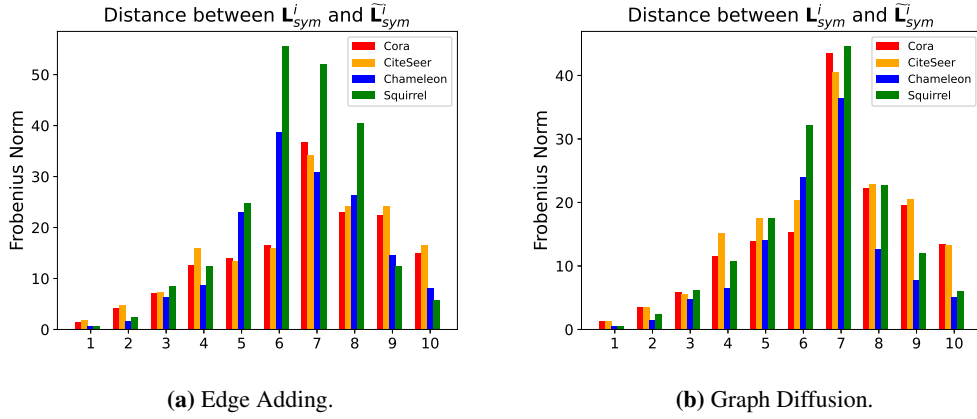 Distance between L^i_sym and L̃^i_sym
Frobenius Norm
50
40
30
20
10
0
Cora
CiteSeer
Chameleon
Squirrel
1 2 3 4 5 6 7 8 9 10
(a) Edge Adding.
Distance between L^i_sym and L̃^i_sym
Frobenius Norm
40
30
20
10
0
Cora
CiteSeer
Chameleon
Squirrel
1 2 3 4 5 6 7 8 9 10
(b) Graph Diffusion.